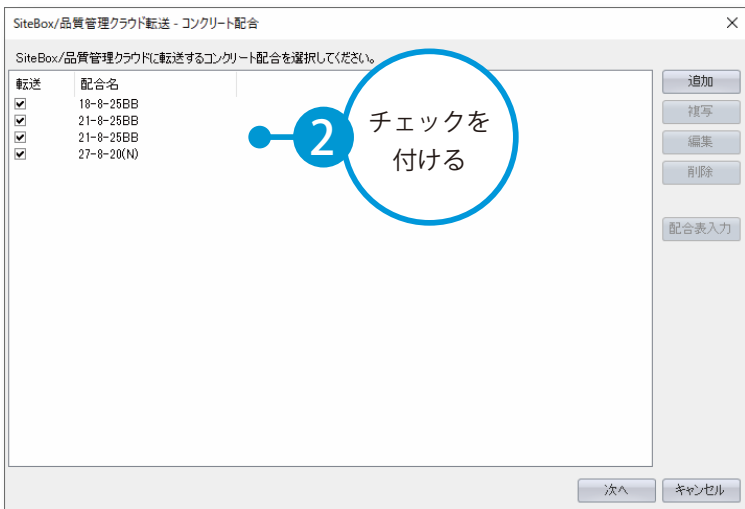 SiteBox/品質管理クラウド転送 - コンクリート配合
SiteBox/品質管理クラウドに転送するコンクリート配合を選択してください。
転送 配合名
18-8-25BB
21-8-25BB
21-8-25BB
27-8-20(N)
2
チェックを
付ける
追加
複写
編集
削除
配合表入力
次へ キャンセル